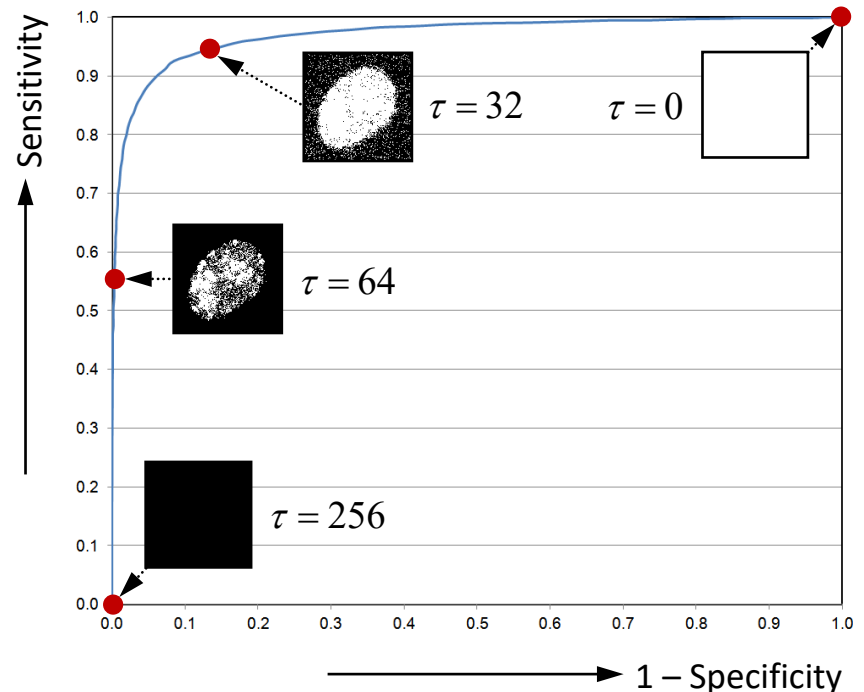 1.0
0.9
0.8
0.7
0.6
0.5
0.4
0.3
0.2
0.1
0.0
Sensitivity
τ = 32
τ = 0
τ = 64
τ = 256
0.0 0.1 0.2 0.3 0.4 0.5 0.6 0.7 0.8 0.9 1.0
1 – Specificity